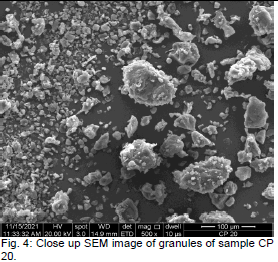 11/15/2021 HV spot WD det mag dwell 100 µm
11:33:32 AM 20.00 kV 3.0 14.9 mm ETD 500 x 10 µs CP 20
Fig. 4: Close up SEM image of granules of sample CP
20.